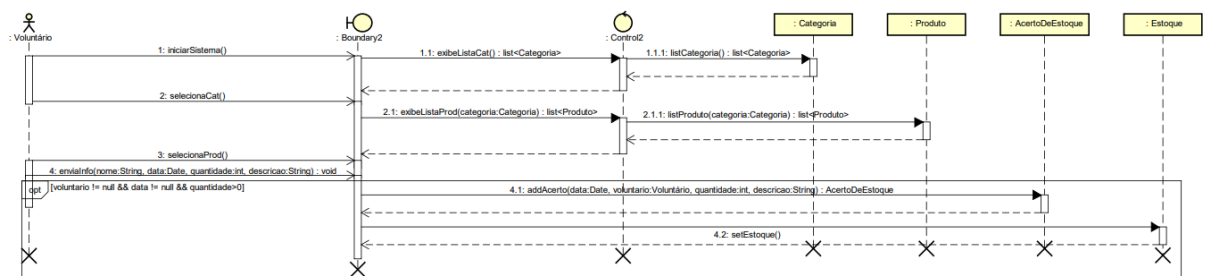 : Voluntário
: Boundary2
: Control2
: Categoria
: Produto
: AcertoDeEstoque
: Estoque
1: iniciarSistema()
1.1: exibeListaCat() : list<Categoria>
1.1.1: listCategoria() : list<Categoria>
2: selecionaCat()
2.1: exibeListaProd(categoria:Categoria) : list<Produto>
2.1.1: listProduto(categoria:Categoria) : list<Produto>
3: selecionaProd()
4: enviaInfo(nome:String, data:Date, quantidade:int, descricao:String) : void
opt
[voluntario != null && data != null && quantidade>0]
4.1: addAcerto(data:Date, voluntario:Voluntário, quantidade:int, descricao:String) : AcertoDeEstoque
4.2: setEstoque()